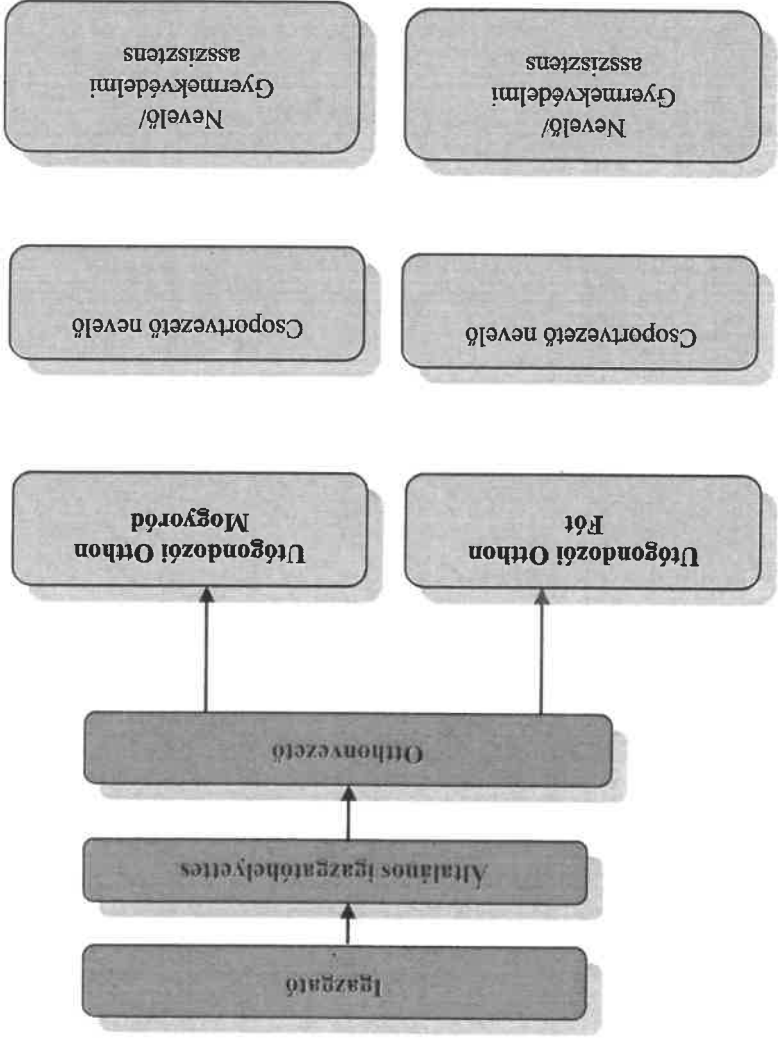 Igazgató
Általános igazgatóhelyettes
Otthonvezető
Utógondozói Otthon
Fót
Utógondozói Otthon
Mogyoród
Csoportvezető nevelő
Csoportvezető nevelő
Nevelő/
Gyermekvédelmi
asszisztens
Nevelő/
Gyermekvédelmi
asszisztens